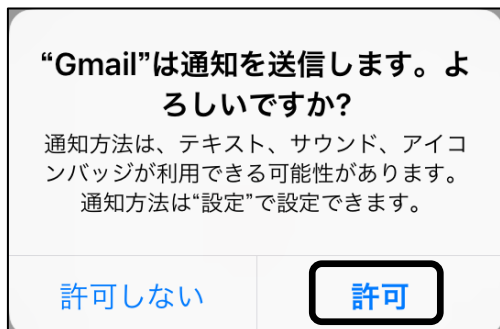 “Gmail”は通知を送信します。よ
ろしいですか?
通知方法は、テキスト、サウンド、アイコ
ンバッジが利用できる可能性があります。
通知方法は“設定”で設定できます。
許可しない
許可